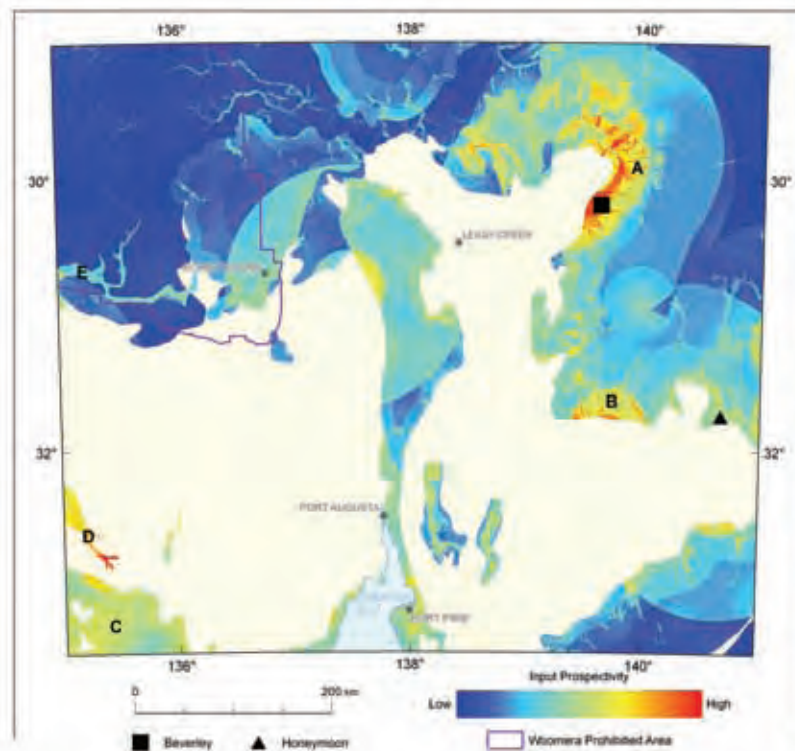 136° 138° 140°
A
30° 30°
LEIGH CREEK
E
B
32° 32°
PORT AUGUSTA
D
C
PORT PIRIE
136° 138° 140°
Input Prospectivity
0 200 km
Low High
Beverley Honeymoon Woomera Prohibited Area